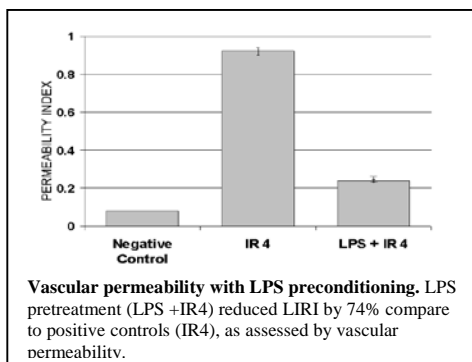 1
0.8
0.6
0.4
0.2
0
PERMEABILITY INDEX
Negative Control
IR 4
LPS + IR 4
Vascular permeability with LPS preconditioning. LPS
pretreatment (LPS +IR4) reduced LIRI by 74% compare
to positive controls (IR4), as assessed by vascular
permeability.